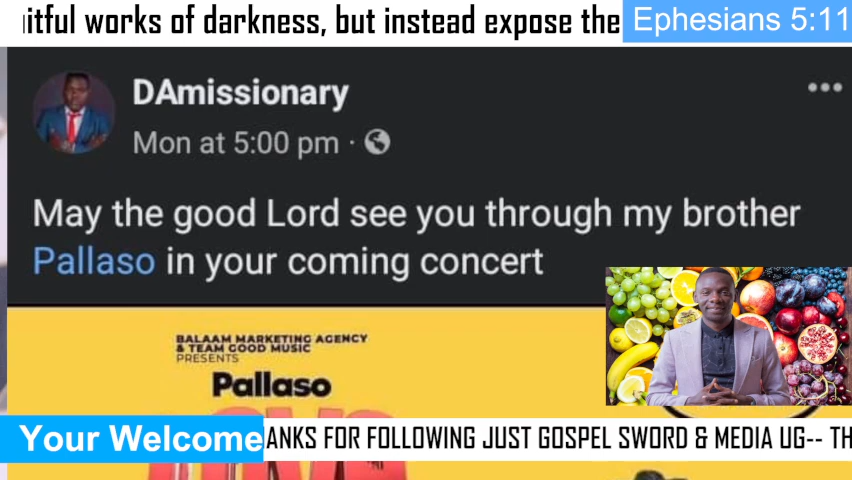 itful works of darkness, but instead expose the
Ephesians 5:11
DAmissionary
Mon at 5:00 pm ·
May the good Lord see you through my brother
Pallaso in your coming concert
BALAAM MARKETING AGENCY
& TEAM GOOD MUSIC
PRESENTS
Pallaso
Your Welcome
ANKS FOR FOLLOWING JUST GOSPEL SWORD & MEDIA UG-- TH